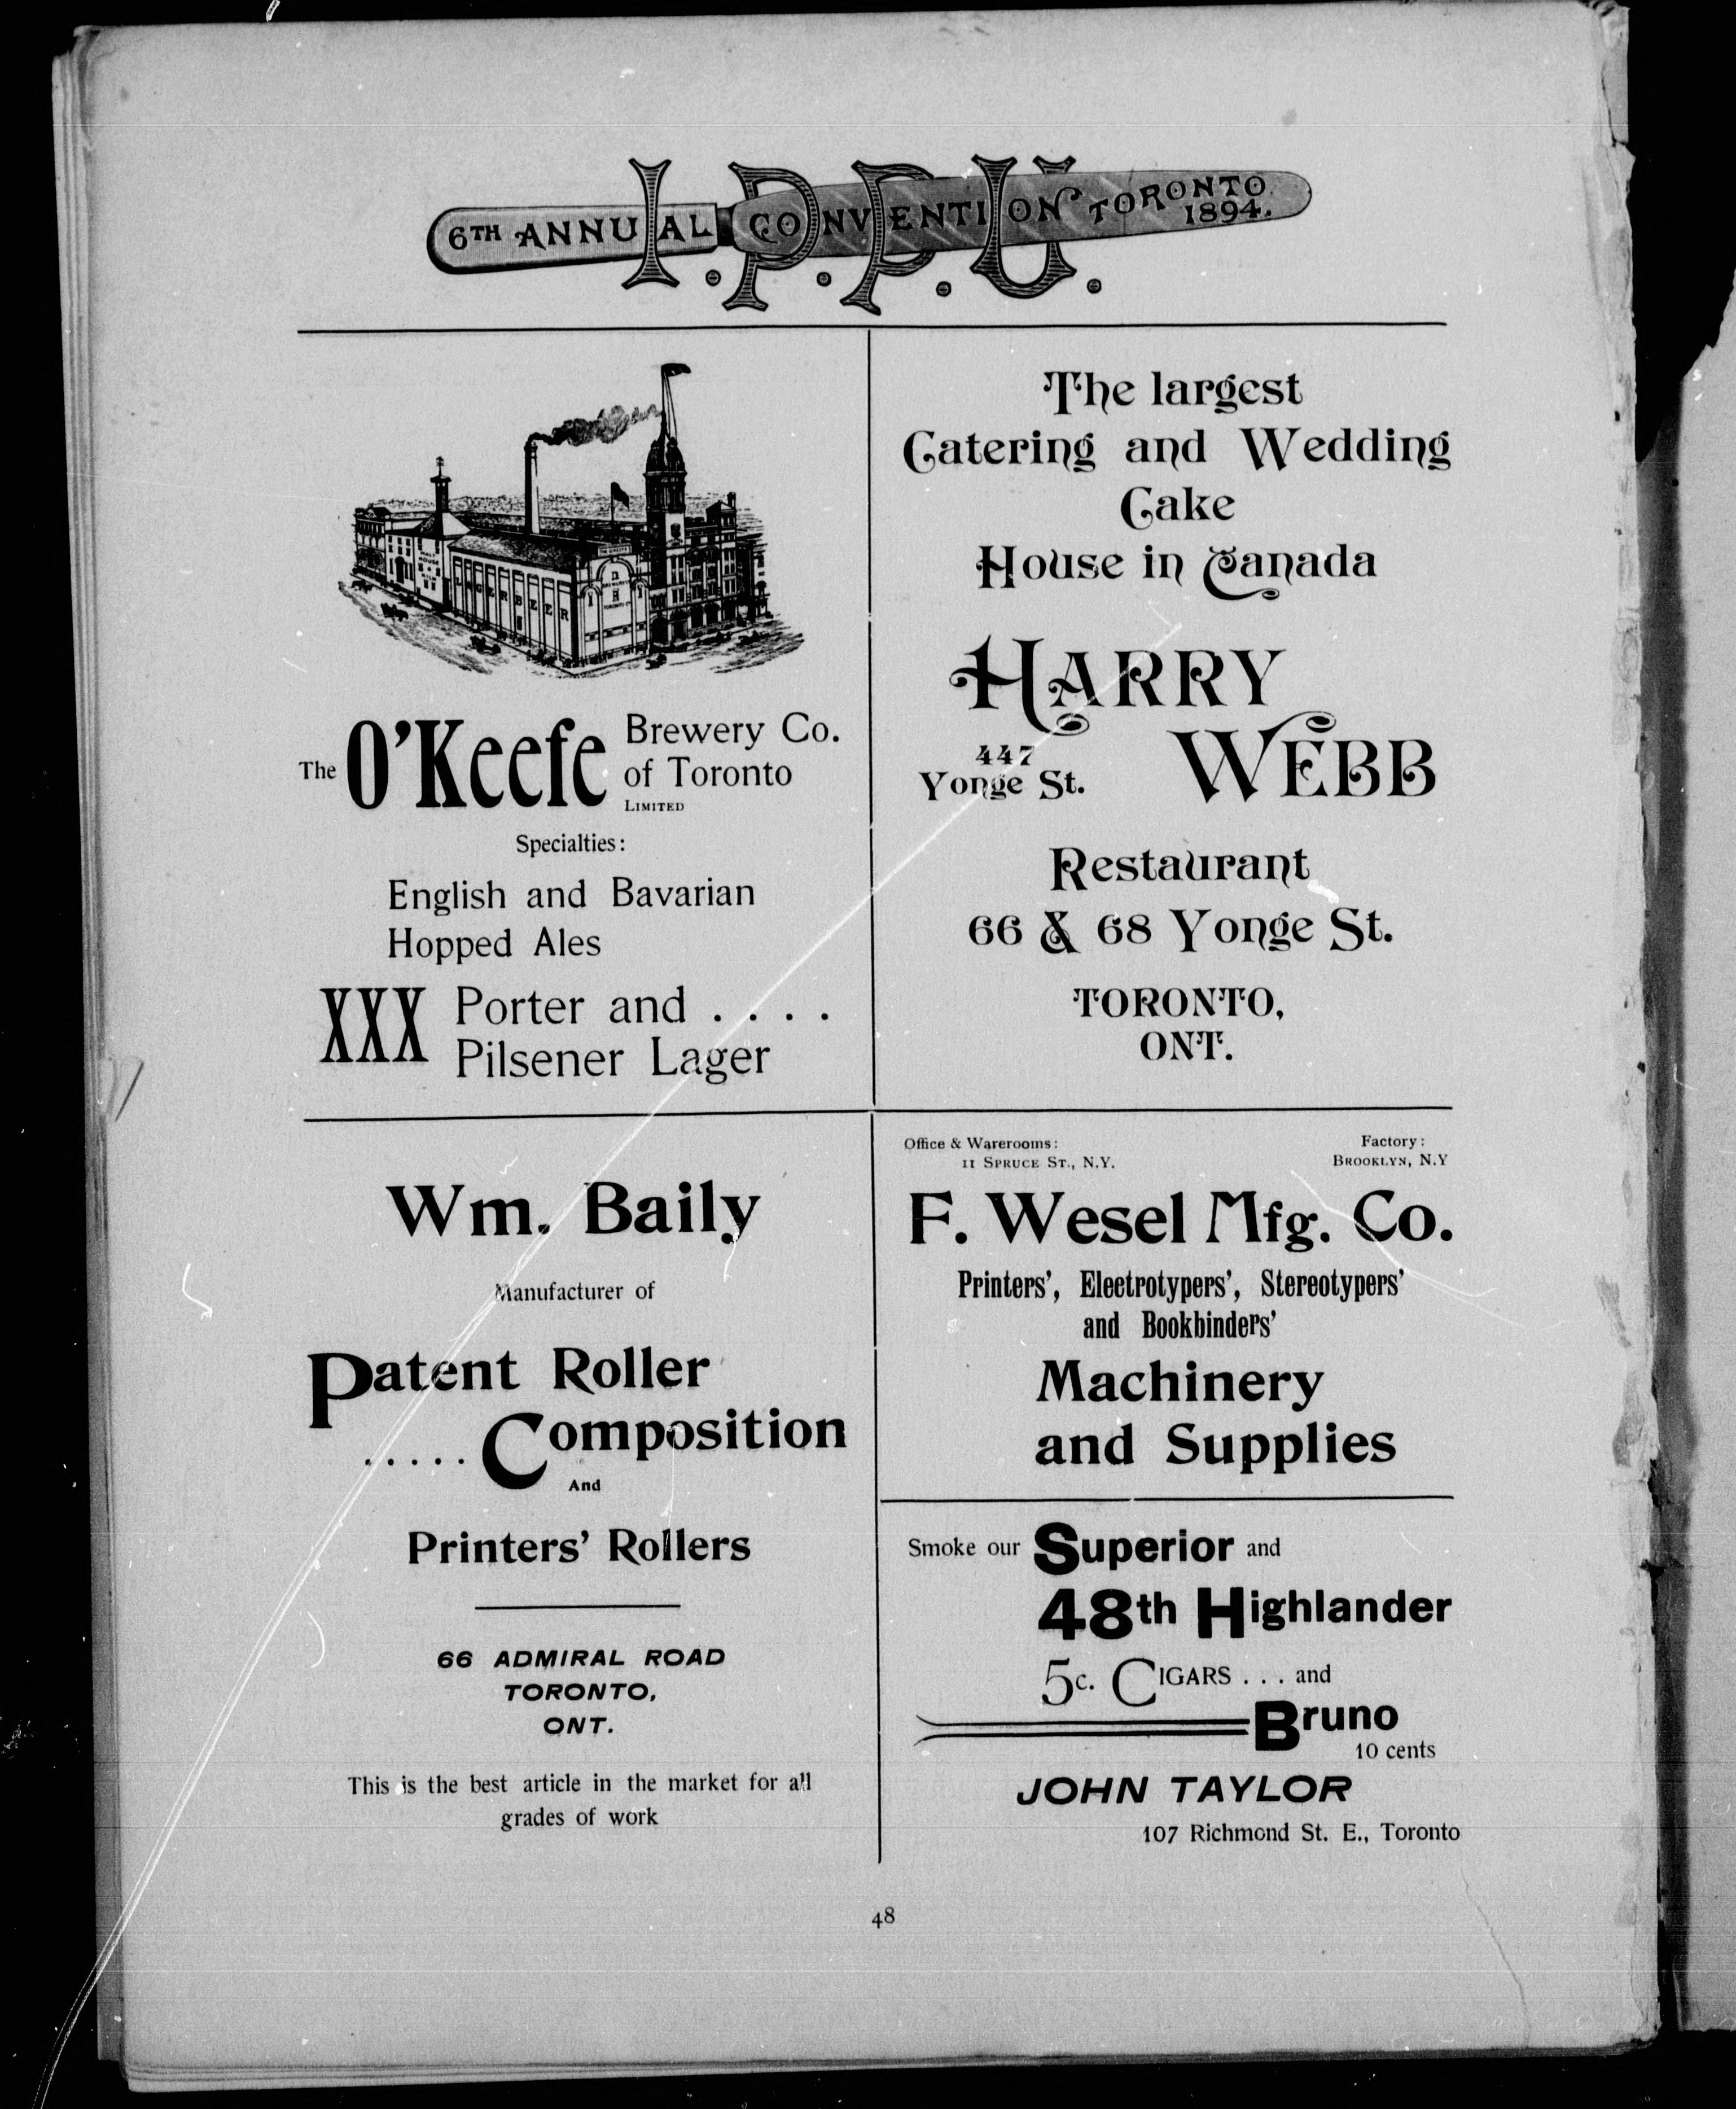 I.P.P.U.
6TH ANNUAL CONVENTION TORONTO
1894.
LAGER BEER
The O'Keefe Brewery Co.
of Toronto
LIMITED
Specialties:
English and Bavarian
Hopped Ales
XXX Porter and . . . .
Pilsener Lager
The largest
Catering and Wedding
Cake
House in Canada
HARRY
WEBB
447
Yonge St.
Restaurant
66 & 68 Yonge St.
TORONTO,
ONT.
Wm. Baily
Manufacturer of
Patent Roller
. . . . . Composition
And
Printers' Rollers
66 ADMIRAL ROAD
TORONTO,
ONT.
This is the best article in the market for all
grades of work
Office & Warerooms:
11 SPRUCE ST., N.Y.
Factory:
BROOKLYN, N.Y
F. Wesel Mfg. Co.
Printers', Electrotypers', Stereotypers'
and Bookbinders'
Machinery
and Supplies
Smoke our Superior and
48th Highlander
5c. CIGARS . . . and
Bruno
10 cents
JOHN TAYLOR
107 Richmond St. E., Toronto
48